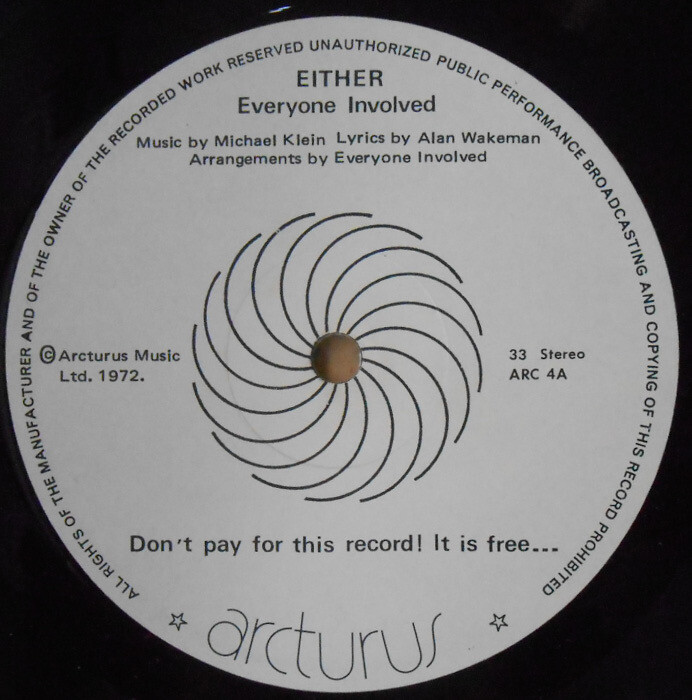 ALL RIGHTS OF THE MANUFACTURER AND OF THE OWNER OF THE RECORDED WORK RESERVED UNAUTHORIZED PUBLIC PERFORMANCE BROADCASTING AND COPYING OF THIS RECORD PROHIBITED
EITHER
Everyone Involved
Music by Michael Klein Lyrics by Alan Wakeman
Arrangements by Everyone Involved
©Arcturus Music
Ltd. 1972.
33 Stereo
ARC 4A
Don't pay for this record! It is free...
arcturus